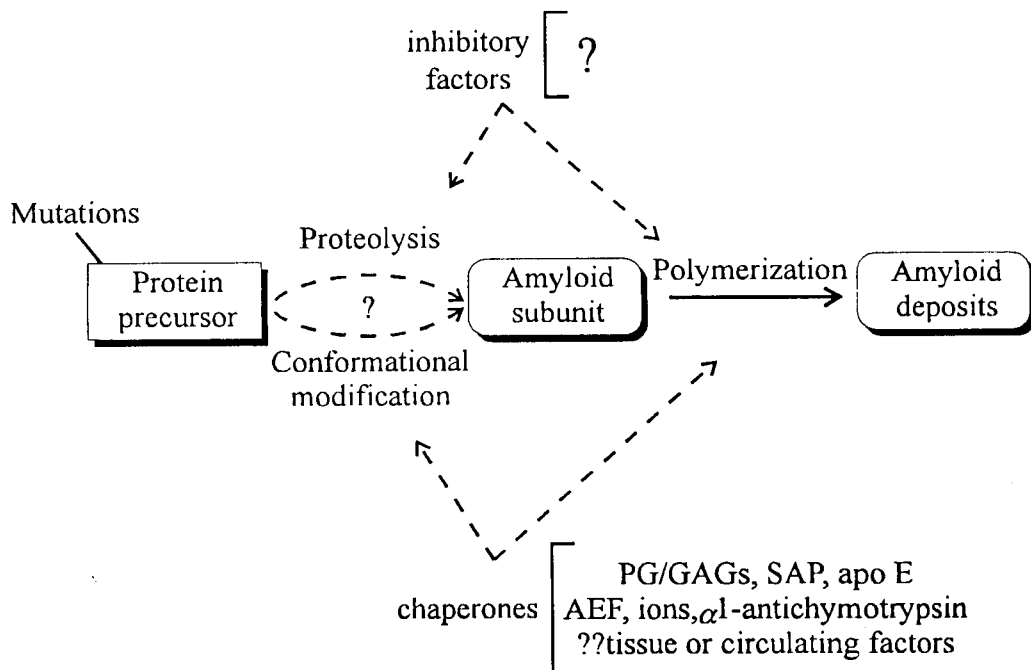 inhibitory
factors
?
Mutations
Proteolysis
Protein
precursor
?
Amyloid
subunit
Polymerization
Amyloid
deposits
Conformational
modification
chaperones
PG/GAGs, SAP, apo E
AEF, ions,α1-antichymotrypsin
??tissue or circulating factors